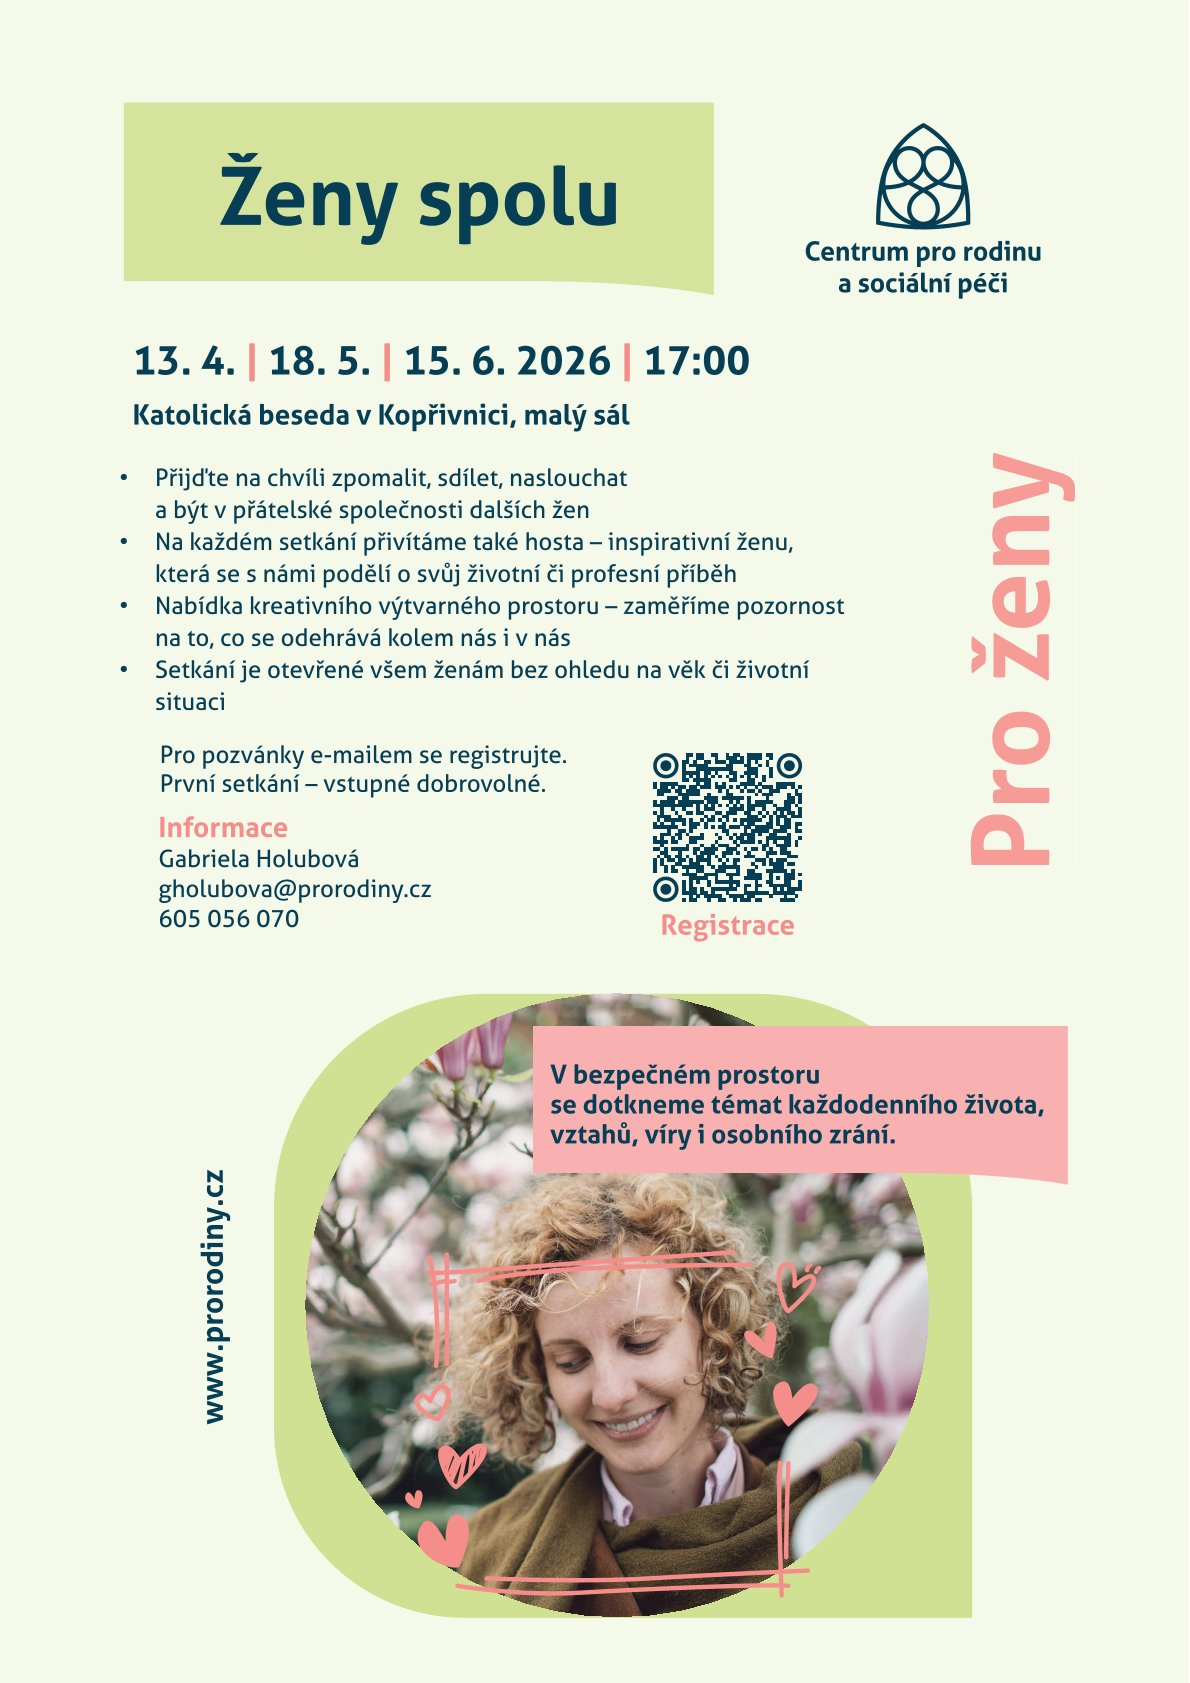 Ženy spolu
Centrum pro rodinu
a sociální péči
13. 4. | 18. 5. | 15. 6. 2026 | 17:00
Katolická beseda v Kopřivnici, malý sál
• Přijďte na chvíli zpomalit, sdílet, naslouchat
a být v přátelské společnosti dalších žen
• Na každém setkání přivítáme také hosta – inspirativní ženu,
která se s námi podělí o svůj životní či profesní příběh
• Nabídka kreativního výtvarného prostoru – zaměříme pozornost
na to, co se odehrává kolem nás i v nás
• Setkání je otevřené všem ženám bez ohledu na věk či životní
situaci
Pro ženy
Pro pozvánky e-mailem se registrujte.
První setkání – vstupné dobrovolné.
Informace
Gabriela Holubová
gholubova@prorodiny.cz
605 056 070
Registrace
V bezpečném prostoru
se dotkneme témat každodenního života,
vztahů, víry i osobního zrání.
www.prorodiny.cz